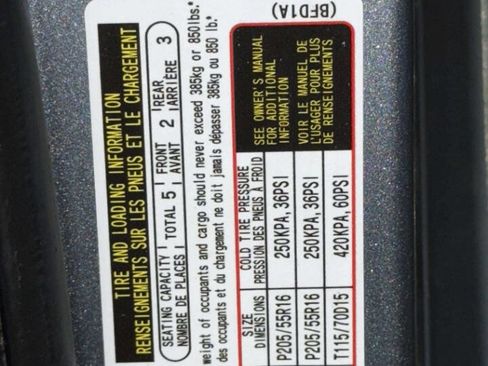 TIRE AND LOADING INFORMATION
RENSEIGNEMENTS SUR LES PNEUS ET LE CHARGEMENT
SEATING CAPACITY
NOMBRE DE PLACES
TOTAL 5
FRONT
AVANT
2
REAR
ARRIÈRE
3
weight of occupants and cargo should never exceed 385kg or 850lbs.*
des occupants et du chargement ne doit jamais dépasser 385kg ou 850 lb.*
(BFD1A)
SIZE
DIMENSIONS
COLD TIRE PRESSURE
PRESSION DES PNEUS À FROID
P205/55R16
250KPA, 36PSI
P205/55R16
250KPA, 36PSI
T115/70D15
420KPA, 60PSI
SEE OWNER'S MANUAL
FOR ADDITIONAL
INFORMATION
VOIR LE MANUEL DE
L'USAGER POUR PLUS
DE RENSEIGNEMENTS